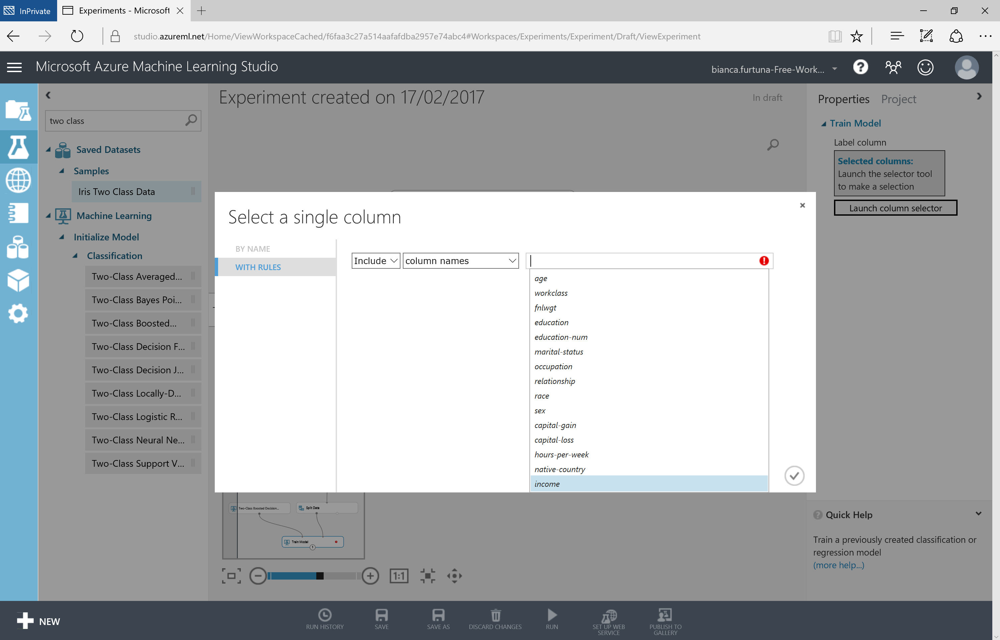 InPrivate
Experiments - Microsoft
studio.azureml.net/Home/ViewWorkspaceCached/f6faa3c27a514aafafdba2957e74abc4#Workspaces/Experiments/Experiment/Draft/ViewExperiment
Microsoft Azure Machine Learning Studio
bianca.furtuna-Free-Work...
two class
Saved Datasets
Samples
Iris Two Class Data
Machine Learning
Initialize Model
Classification
Two-Class Averaged...
Two-Class Bayes Poi...
Two-Class Boosted...
Two-Class Decision F...
Two-Class Decision J...
Two-Class Locally-D...
Two-Class Logistic R...
Two-Class Neural Ne...
Two-Class Support V...
Experiment created on 17/02/2017
In draft
Select a single column
BY NAME
WITH RULES
Include
column names
age
workclass
fnlwgt
education
education-num
marital-status
occupation
relationship
race
sex
capital-gain
capital-loss
hours-per-week
native-country
income
Two-Class Boosted Decision...
Split Data
Train Model
1
1:1
Properties
Project
Train Model
Label column
Selected columns:
Launch the selector tool
to make a selection
Launch column selector
Quick Help
Train a previously created classification or
regression model
(more help...)
NEW
RUN HISTORY
SAVE
SAVE AS
DISCARD CHANGES
RUN
SET UP WEB
SERVICE
PUBLISH TO
GALLERY